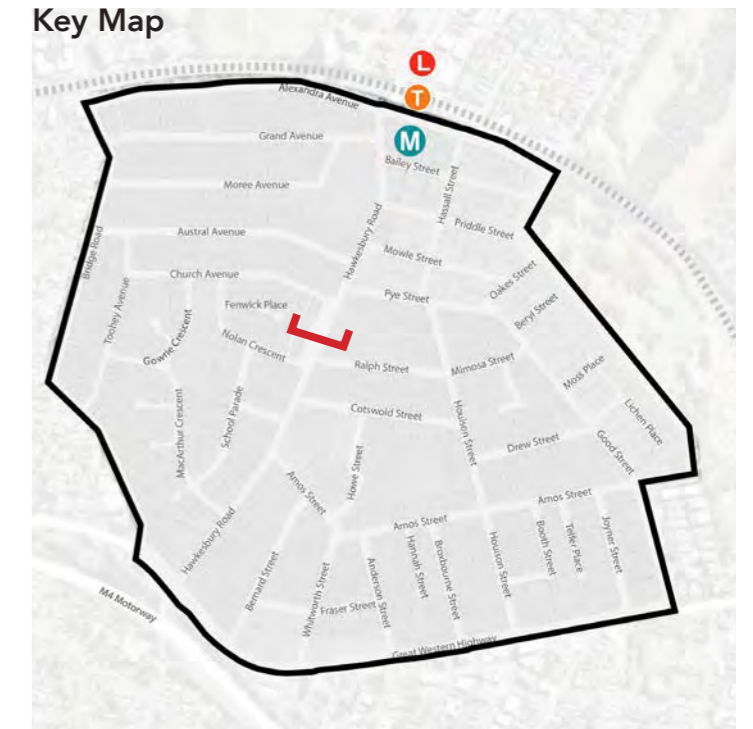 Key Map
L
T
M
Alexandra Avenue
Grand Avenue
Bailey Street
Moree Avenue
Hassall Street
Hawkesbury Road
Priddle Street
Austral Avenue
Bridge Road
Mowle Street
Church Avenue
Oakes Street
Pye Street
Toohey Avenue
Fenwick Place
Beryl Street
Gowrie Crescent
Nolan Crescent
Ralph Street
Mimosa Street
Moss Place
MacArthur Crescent
School Parade
Cotswold Street
Houison Street
Lichen Place
Drew Street
Good Street
Howe Street
Amos Street
Amos Street
Amos Street
Hawkesbury Road
Bernard Street
Whitworth Street
Anderson Street
Hannah Street
Broxbourne Street
Houison Street
Booth Street
Telfer Place
Joyner Street
M4 Motorway
Fraser Street
Great Western Highway